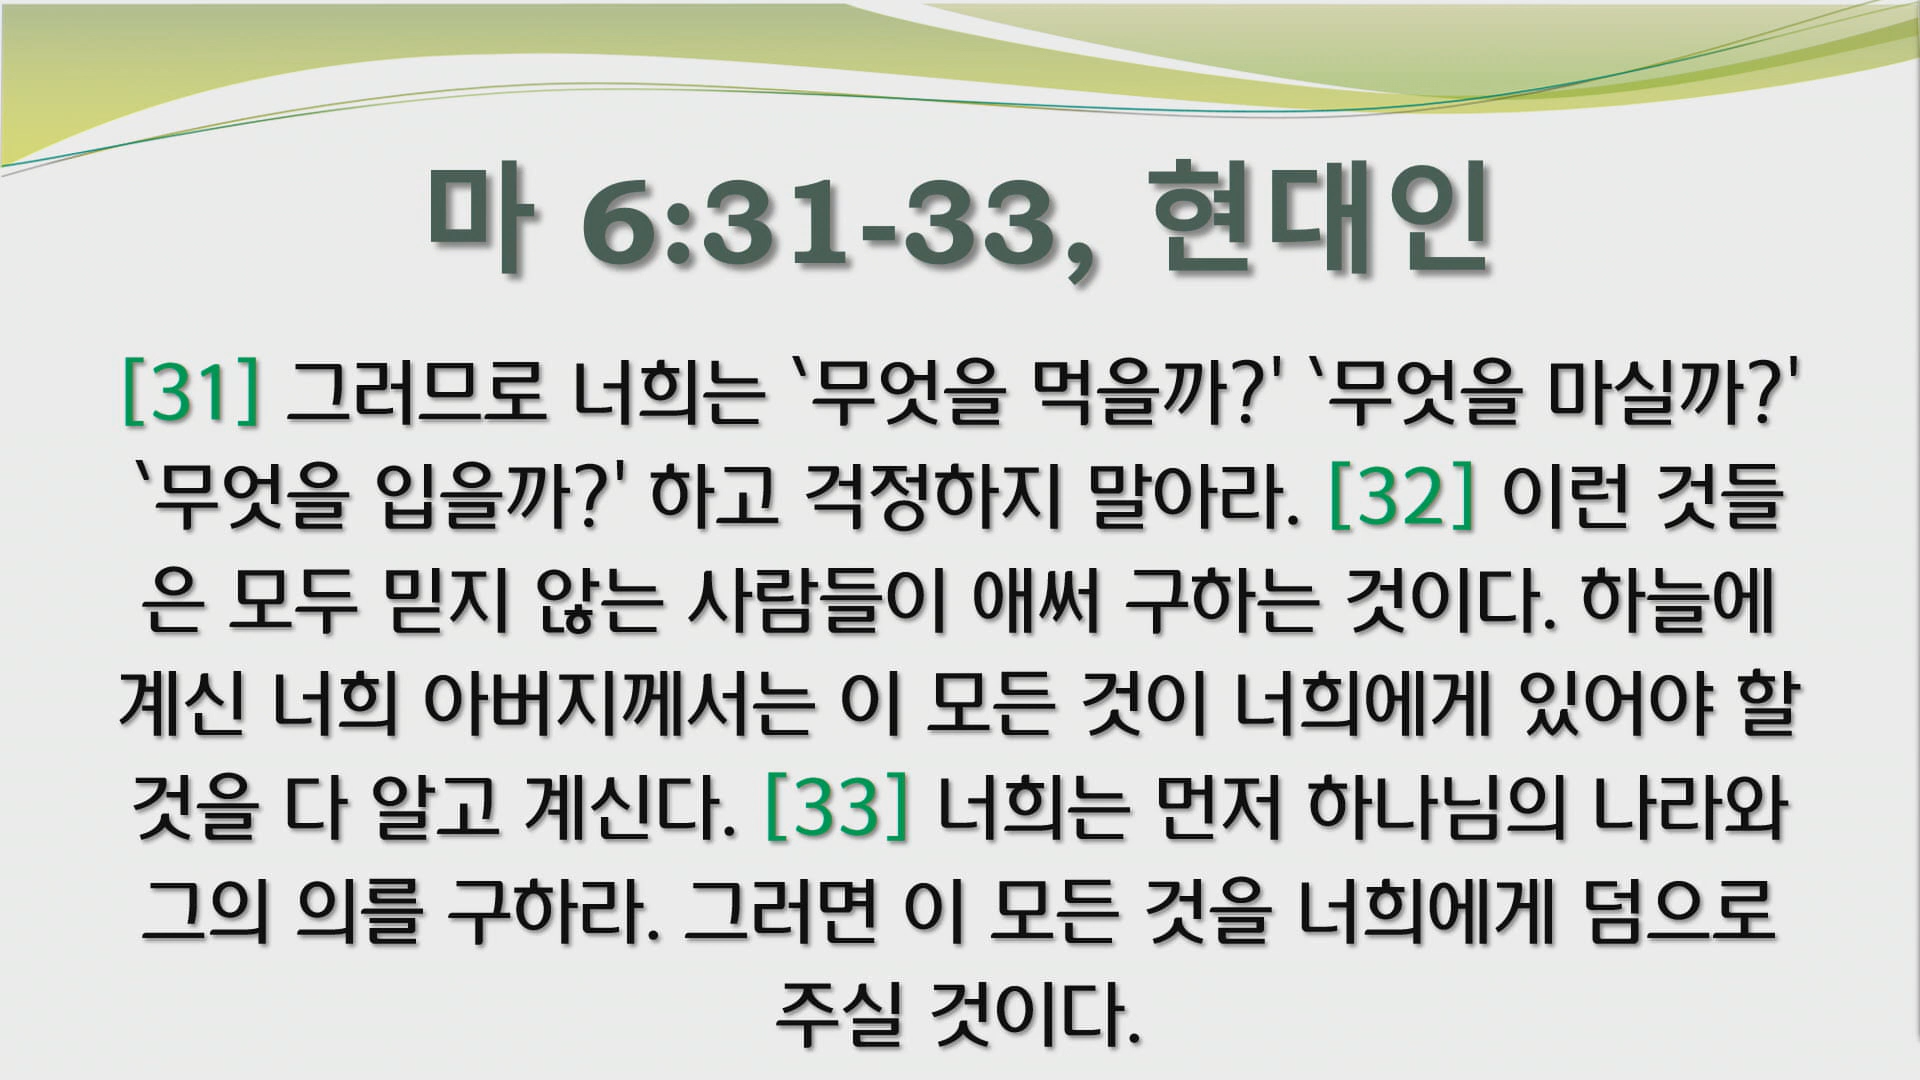 마 6:31-33, 현대인
[31] 그러므로 너희는 `무엇을 먹을까?' `무엇을 마실까?'
`무엇을 입을까?' 하고 걱정하지 말아라. [32] 이런 것들
은 모두 믿지 않는 사람들이 애써 구하는 것이다. 하늘에
계신 너희 아버지께서는 이 모든 것이 너희에게 있어야 할
것을 다 알고 계신다. [33] 너희는 먼저 하나님의 나라와
그의 의를 구하라. 그러면 이 모든 것을 너희에게 덤으로
주실 것이다.